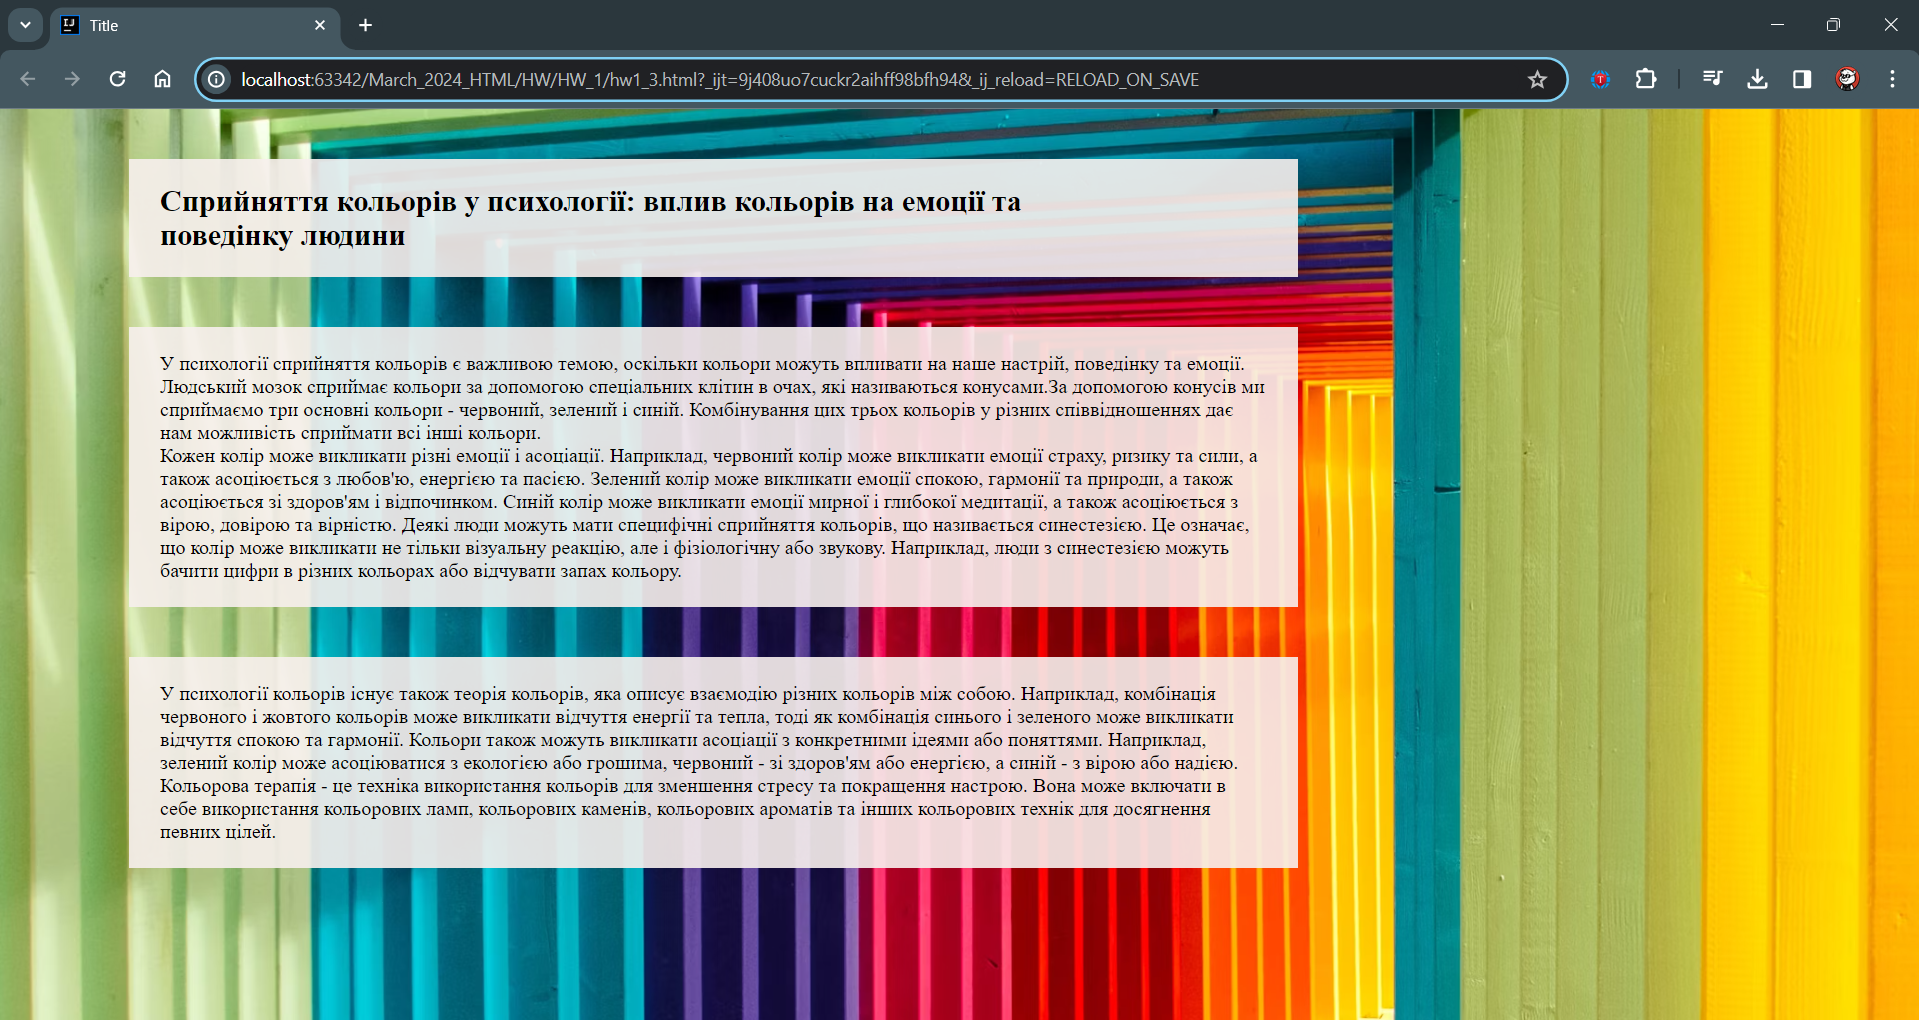 Title
localhost:63342/March_2024_HTML/HW/HW_1/hw1_3.html?_ijt=9j408uo7cuckr2aihff98bfh94&_ij_reload=RELOAD_ON_SAVE
Сприйняття кольорів у психології: вплив кольорів на емоції та
поведінку людини
У психології сприйняття кольорів є важливою темою, оскільки кольори можуть впливати на наше настрій, поведінку та емоції.
Людський мозок сприймає кольори за допомогою спеціальних клітин в очах, які називаються конусами.За допомогою конусів ми
сприймаємо три основні кольори - червоний, зелений і синій. Комбінування цих трьох кольорів у різних співвідношеннях дає
нам можливість сприймати всі інші кольори.
Кожен колір може викликати різні емоції і асоціації. Наприклад, червоний колір може викликати емоції страху, ризику та сили, а
також асоціюється з любов'ю, енергією та пасією. Зелений колір може викликати емоції спокою, гармонії та природи, а також
асоціюється зі здоров'ям і відпочинком. Синій колір може викликати емоції мирної і глибокої медитації, а також асоціюється з
вірою, довірою та вірністю. Деякі люди можуть мати специфічні сприйняття кольорів, що називається синестезією. Це означає,
що колір може викликати не тільки візуальну реакцію, але і фізіологічну або звукову. Наприклад, люди з синестезією можуть
бачити цифри в різних кольорах або відчувати запах кольору.
У психології кольорів існує також теорія кольорів, яка описує взаємодію різних кольорів між собою. Наприклад, комбінація
червоного і жовтого кольорів може викликати відчуття енергії та тепла, тоді як комбінація синього і зеленого може викликати
відчуття спокою та гармонії. Кольори також можуть викликати асоціації з конкретними ідеями або поняттями. Наприклад,
зелений колір може асоціюватися з екологією або грошима, червоний - зі здоров'ям або енергією, а синій - з вірою або надією.
Кольорова терапія - це техніка використання кольорів для зменшення стресу та покращення настрою. Вона може включати в
себе використання кольорових ламп, кольорових каменів, кольорових ароматів та інших кольорових технік для досягнення
певних цілей.